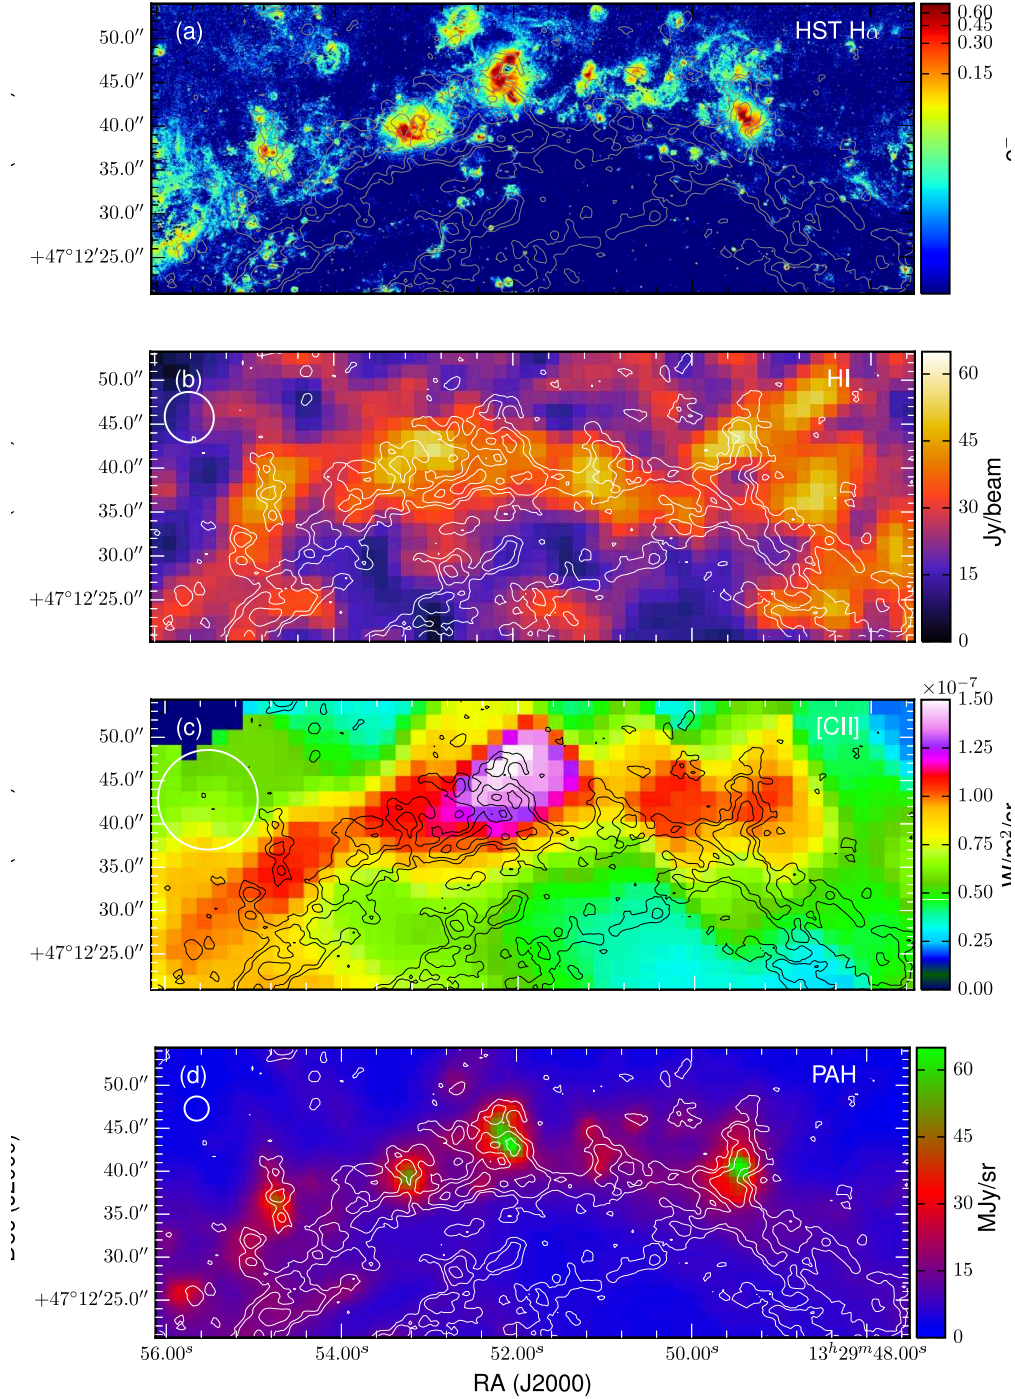 (a)
HST Hα
50.0″
45.0″
40.0″
35.0″
30.0″
+47°12′25.0″
0.60
0.45
0.30
0.15
(b)
HI
50.0″
45.0″
40.0″
35.0″
30.0″
+47°12′25.0″
60
45
30
15
0
Jy/beam
(c)
[CII]
50.0″
45.0″
40.0″
35.0″
30.0″
+47°12′25.0″
×10⁻⁷
1.50
1.25
1.00
0.75
0.50
0.25
0.00
W/m²/sr
(d)
PAH
50.0″
45.0″
40.0″
35.0″
30.0″
+47°12′25.0″
60
45
30
15
0
MJy/sr
56.00ˢ
54.00ˢ
52.00ˢ
50.00ˢ
13ʰ29ᵐ48.00ˢ
RA (J2000)